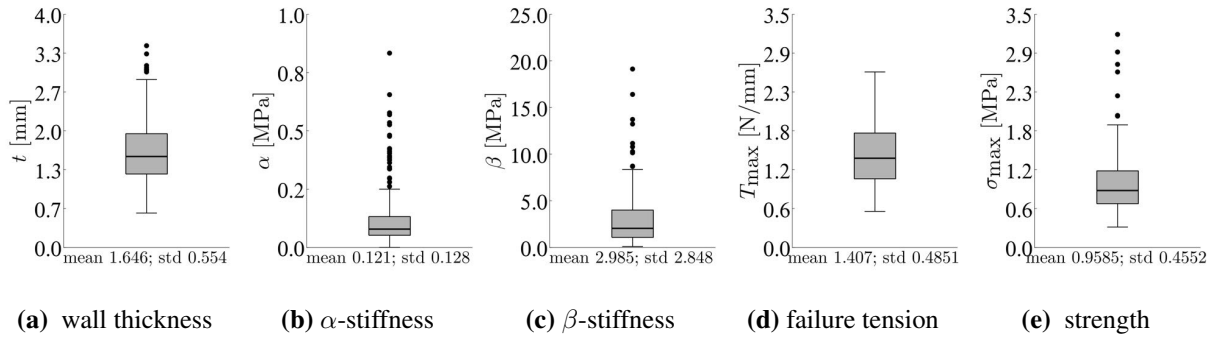 4.0
3.3
2.7
2.0
1.3
0.7
0.0
t [mm]
mean 1.646; std 0.554
(a) wall thickness
1.0
0.8
0.5
0.2
0.0
α [MPa]
mean 0.121; std 0.128
(b) α-stiffness
25.0
20.0
15.0
10.0
5.0
0.0
β [MPa]
mean 2.985; std 2.848
(c) β-stiffness
3.5
2.9
2.3
1.8
1.2
0.6
0.0
Tmax [N/mm]
mean 1.407; std 0.4851
(d) failure tension
3.5
2.9
2.3
1.8
1.2
0.6
0.0
σmax [MPa]
mean 0.9585; std 0.4552
(e) strength